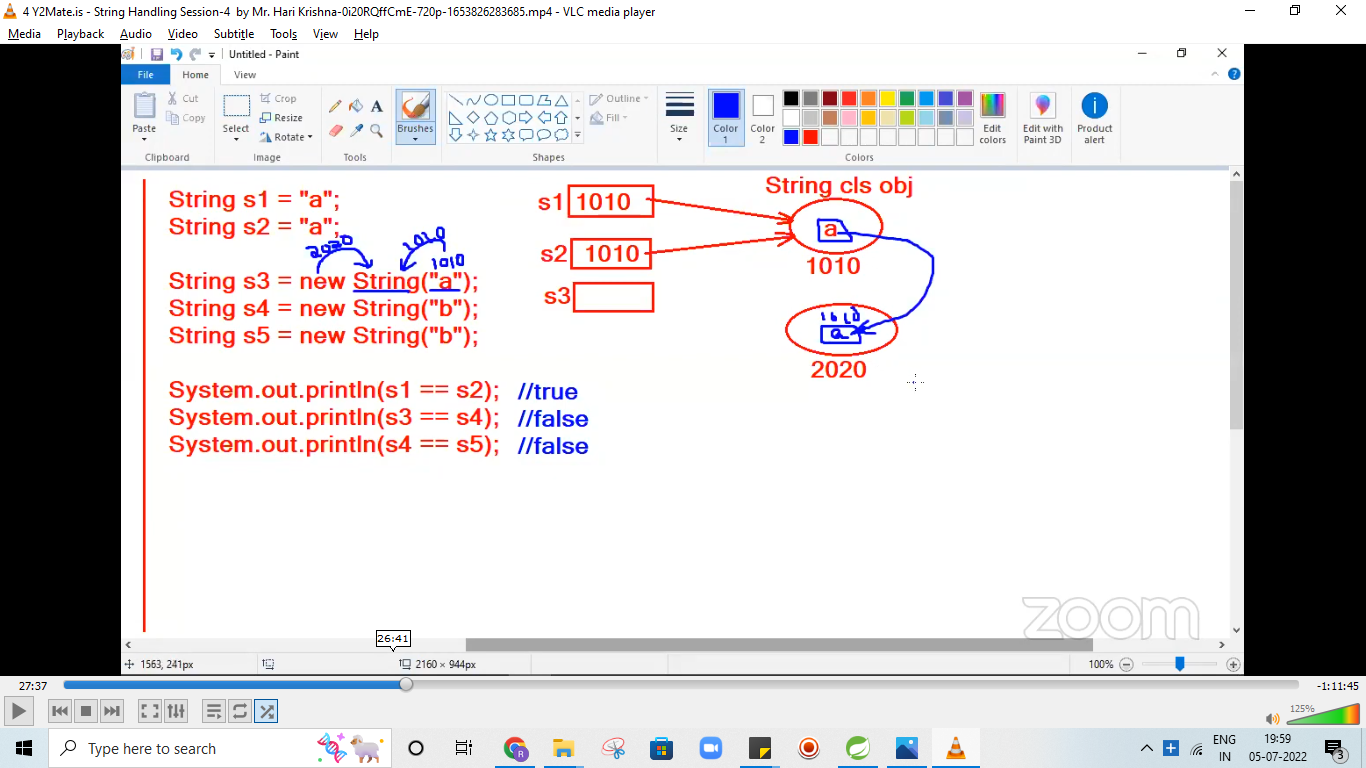 4 Y2Mate.is - String Handling Session-4 by Mr. Hari Krishna-0i20RQffCmE-720p-1653826283685.mp4 - VLC media player
Media Playback Audio Video Subtitle Tools View Help
Untitled - Paint
File Home View
Paste
Cut
Copy
Clipboard
Select
Crop
Resize
Rotate
Image
Tools
Brushes
Outline
Fill
Shapes
Size
Color 1
Color 2
Edit colors
Colors
Edit with Paint 3D
Product alert
String s1 = "a";
String s2 = "a";
2020 1010
1010
String s3 = new String("a");
String s4 = new String("b");
String s5 = new String("b");
System.out.println(s1 == s2); //true
System.out.println(s3 == s4); //false
System.out.println(s4 == s5); //false
s1 1010
s2 1010
s3
String cls obj
a
1010
1010
a
2020
zoom
26:41
1563, 241px
2160 × 944px
100%
27:37
-1:11:45
125%
Type here to search
ENG
IN
19:59
05-07-2022
3